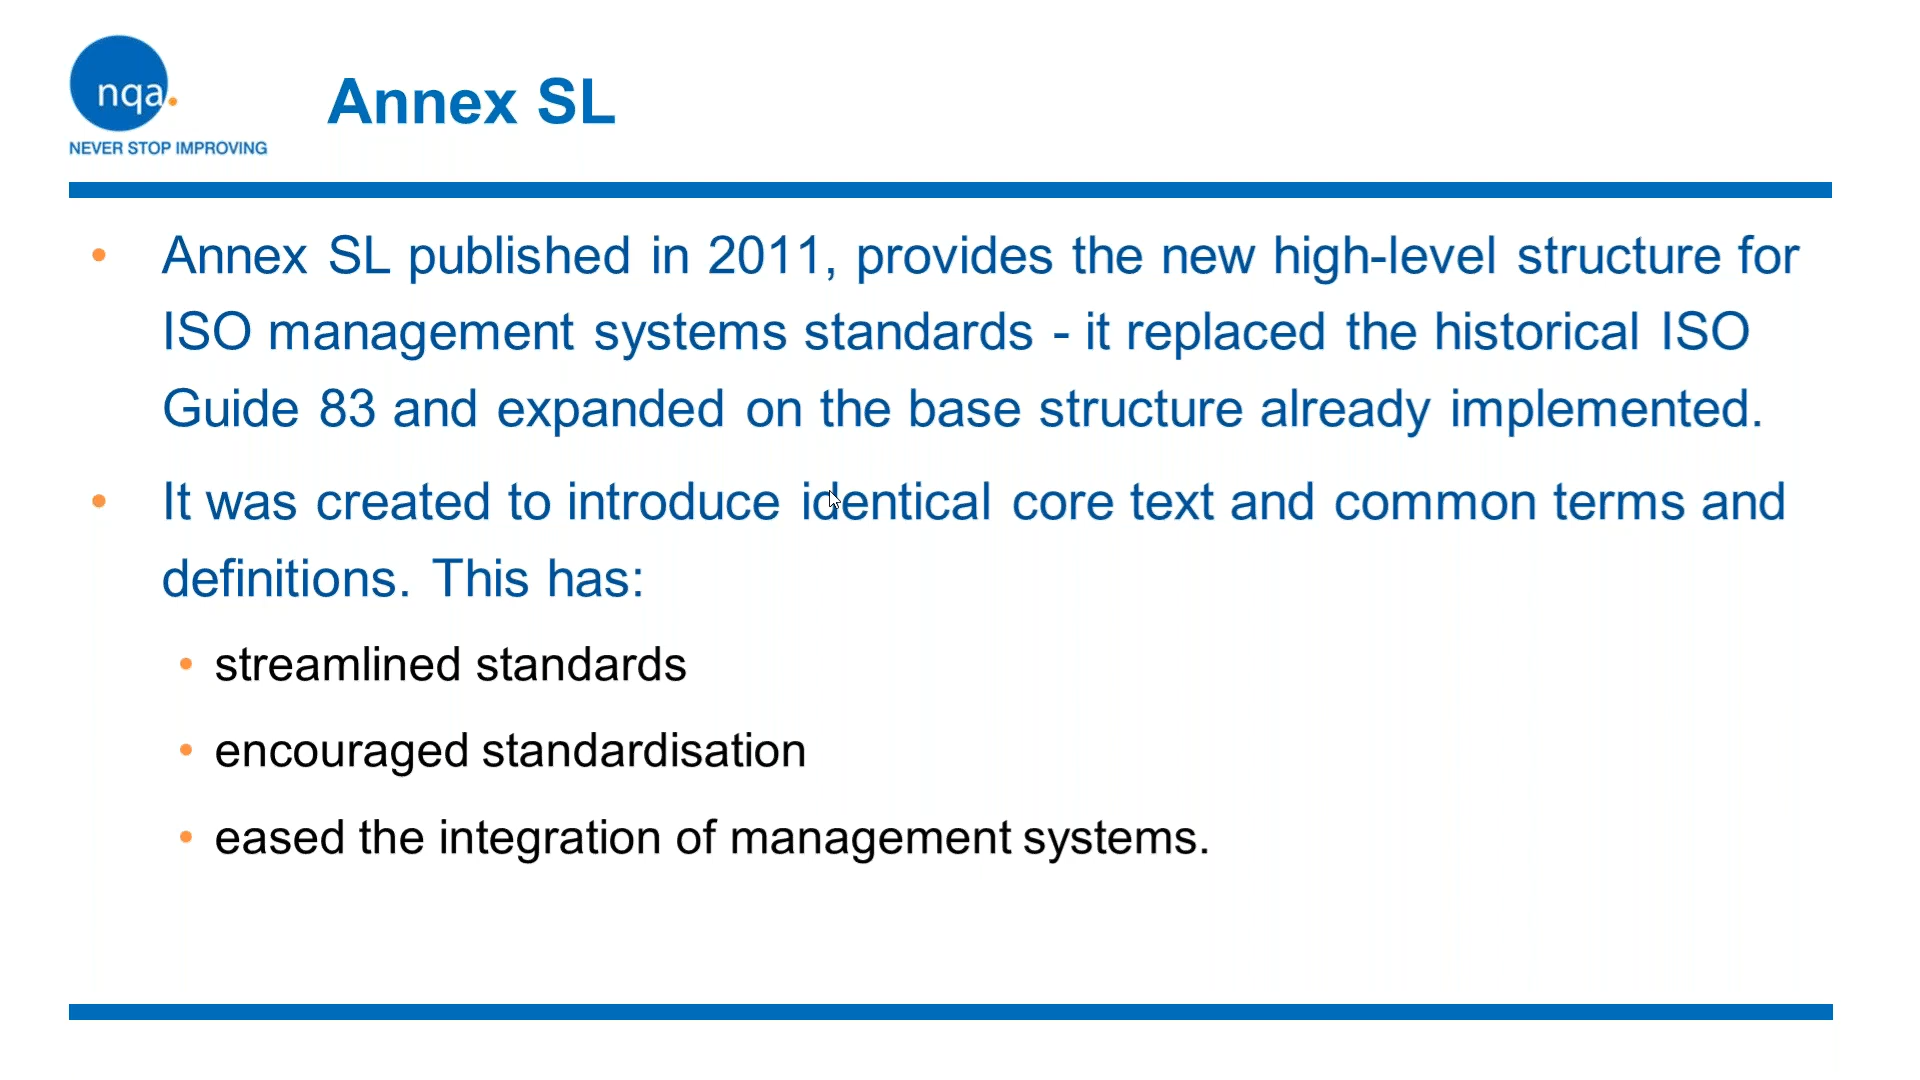 nqa.
NEVER STOP IMPROVING
Annex SL
• Annex SL published in 2011, provides the new high-level structure for
ISO management systems standards - it replaced the historical ISO
Guide 83 and expanded on the base structure already implemented.
• It was created to introduce identical core text and common terms and
definitions. This has:
• streamlined standards
• encouraged standardisation
• eased the integration of management systems.